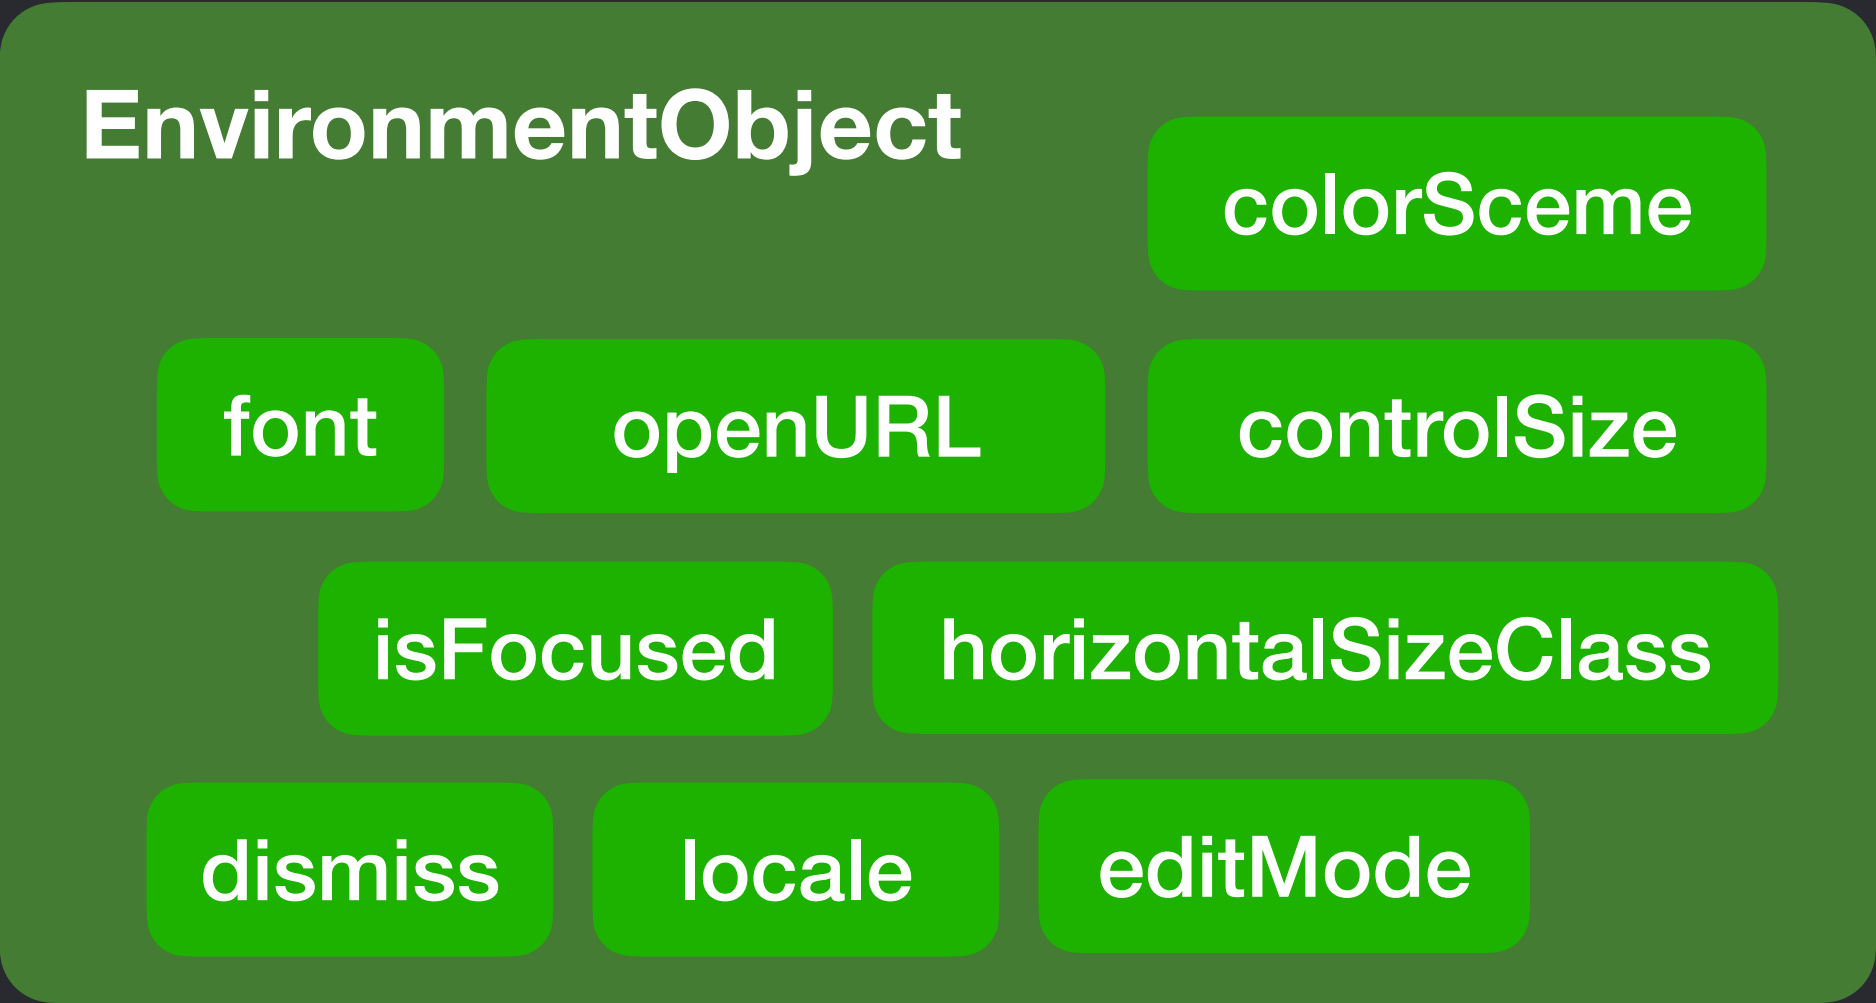 EnvironmentObject
colorSceme
font openURL controlSize
isFocused horizontalSizeClass
dismiss locale editMode